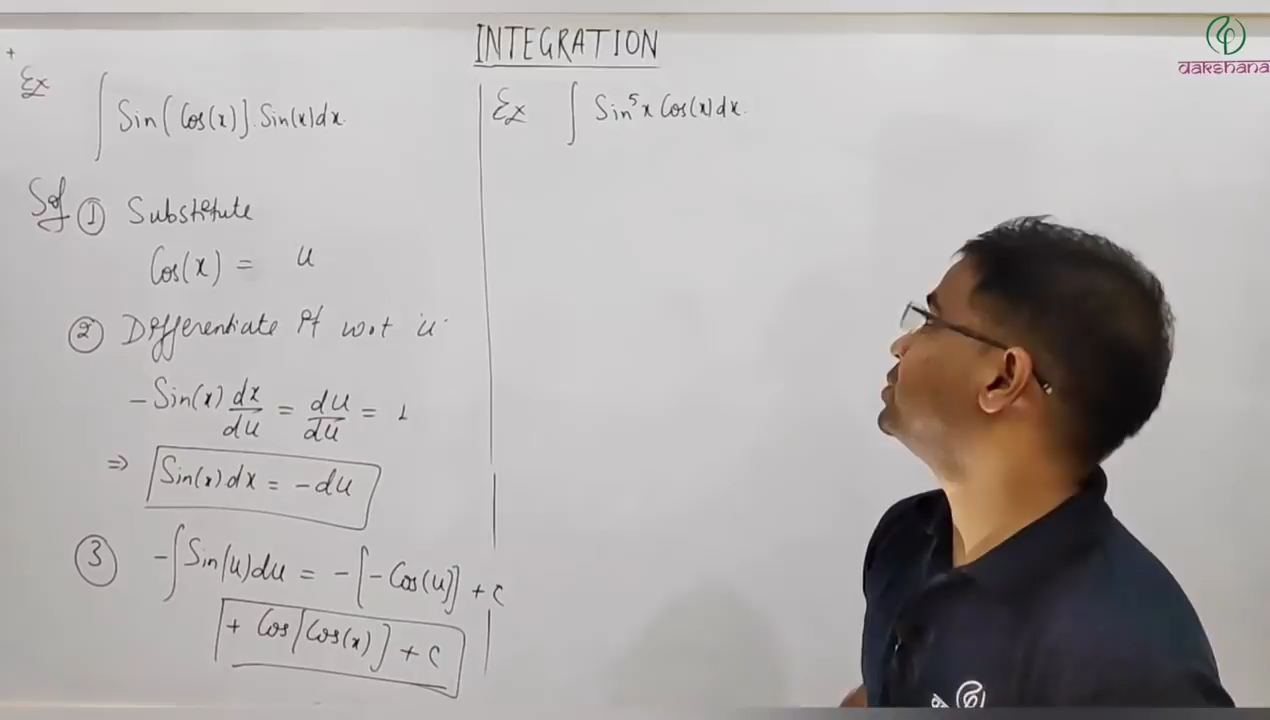 INTEGRATION
dakshana
Ex ∫ Sin(Cos(x)).Sin(x)dx.
Sol ① Substitute
Cos(x) = u
② Differentiate it w.r.t 'u'
-Sin(x) dx/du = du/du = 1
⇒ Sin(x)dx = -du
③ -∫Sin(u)du = -[-Cos(u)] + c
+ Cos[Cos(x)] + c
Ex ∫ Sin⁵x Cos(x)dx.